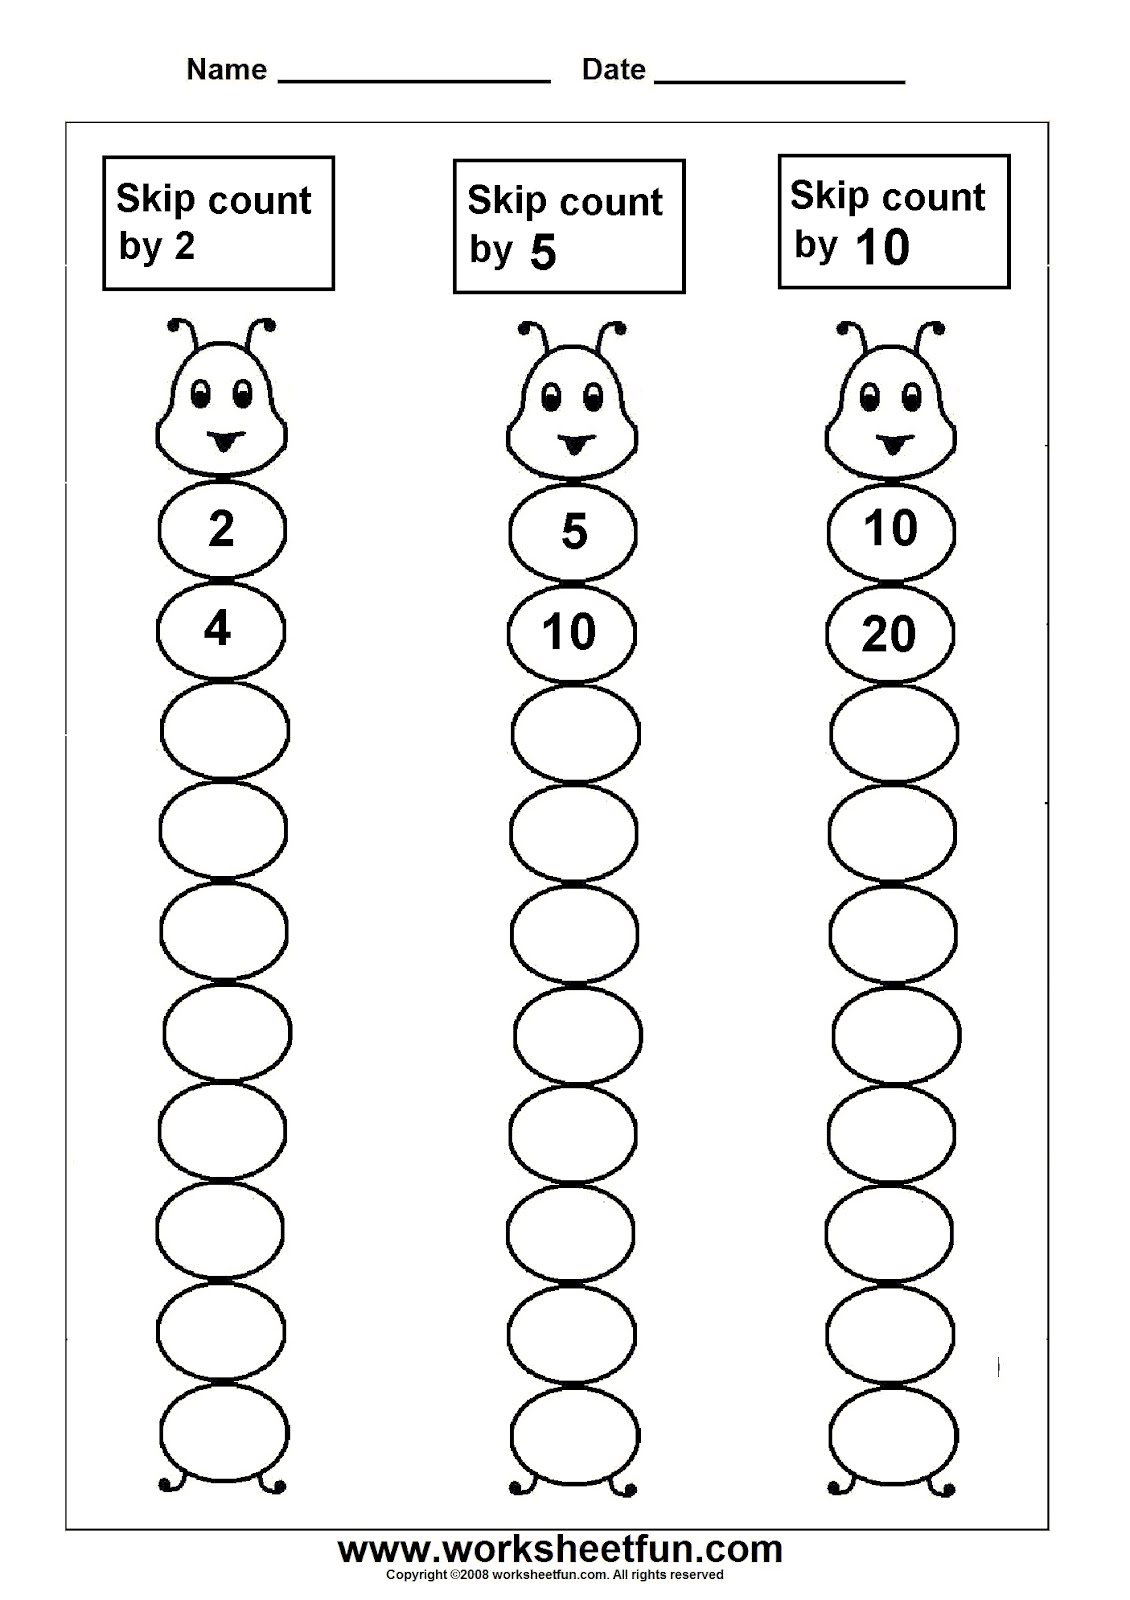 Name Date
Skip count
by 2
Skip count
by 5
Skip count
by 10
2
4
5
10
10
20
www.worksheetfun.com
Copyright ©2008 worksheetfun.com. All rights reserved